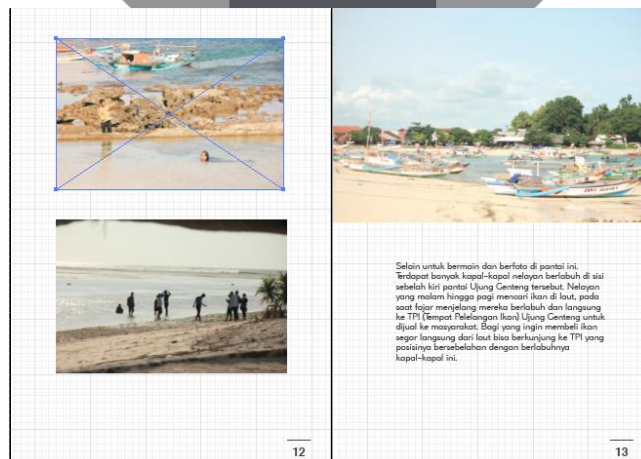 Selain untuk bermain dan berfoto di pantai ini.
Terdapat banyak kapal-kapal nelayan berlabuh di sisi
sebelah kiri pantai Ujung Genteng tersebut. Nelayan
yang malam hingga pagi mencari ikan di laut, pada
saat fajar menjelang mereka berlabuh dan langsung
ke TPI (Tempat Pelelangan Ikan) Ujung Genteng untuk
dijual ke masyarakat. Bagi yang ingin membeli ikan
segar langsung dari laut bisa berkunjung ke TPI yang
posisinya bersebelahan dengan berlabuhnya
kapal-kapal ini.
12
13